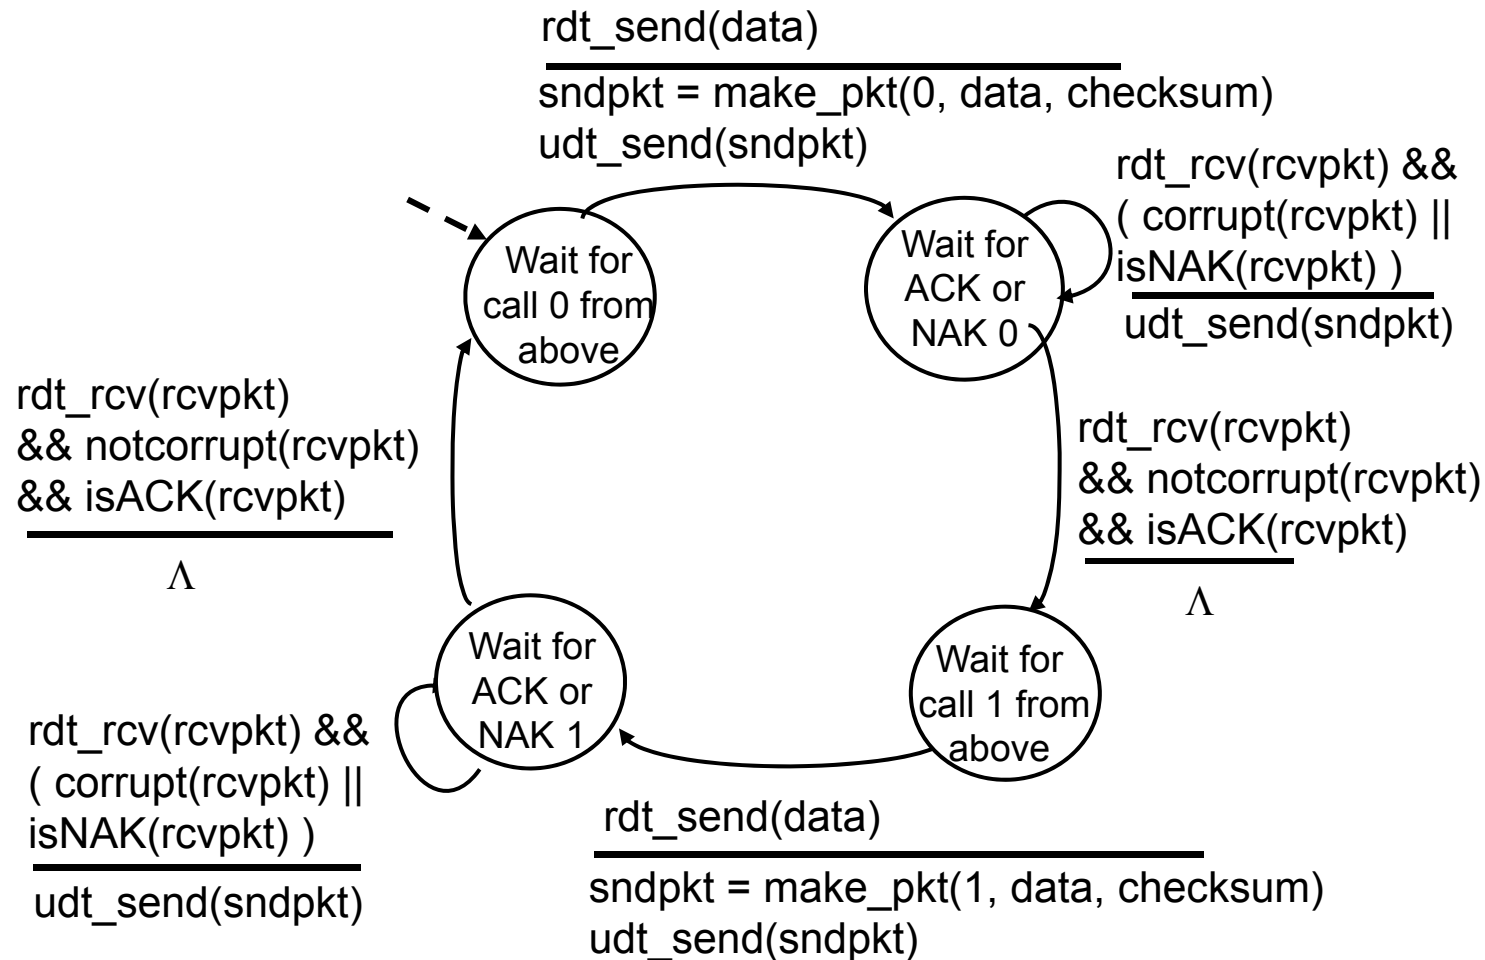 rdt_send(data)
sndpkt = make_pkt(0, data, checksum)
udt_send(sndpkt)
rdt_rcv(rcvpkt) &&
( corrupt(rcvpkt) ||
isNAK(rcvpkt) )
udt_send(sndpkt)
Wait for
call 0 from
above
Wait for
ACK or
NAK 0
rdt_rcv(rcvpkt)
&& notcorrupt(rcvpkt)
&& isACK(rcvpkt)
Λ
rdt_rcv(rcvpkt)
&& notcorrupt(rcvpkt)
&& isACK(rcvpkt)
Λ
Wait for
ACK or
NAK 1
Wait for
call 1 from
above
rdt_rcv(rcvpkt) &&
( corrupt(rcvpkt) ||
isNAK(rcvpkt) )
udt_send(sndpkt)
rdt_send(data)
sndpkt = make_pkt(1, data, checksum)
udt_send(sndpkt)